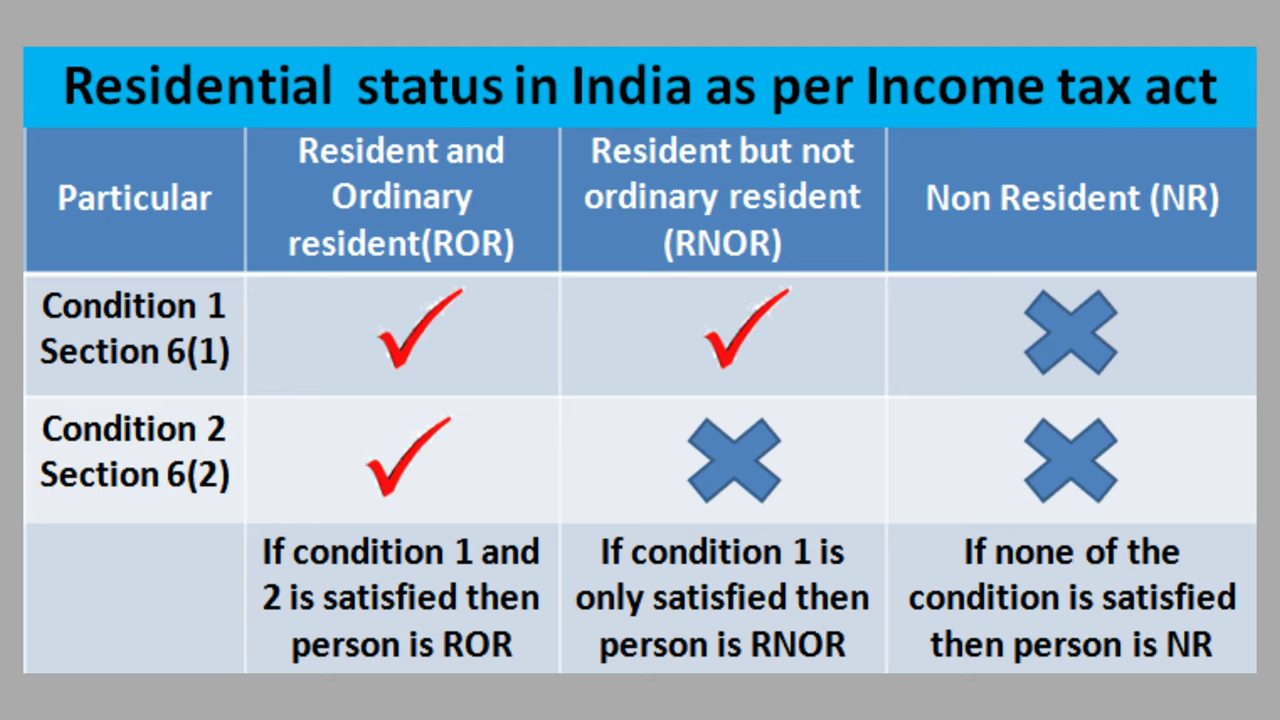 Residential status in India as per Income tax act
Particular
Resident and
Ordinary
resident(ROR)
Resident but not
ordinary resident
(RNOR)
Non Resident (NR)
Condition 1
Section 6(1)
Condition 2
Section 6(2)
If condition 1 and
2 is satisfied then
person is ROR
If condition 1 is
only satisfied then
person is RNOR
If none of the
condition is satisfied
then person is NR